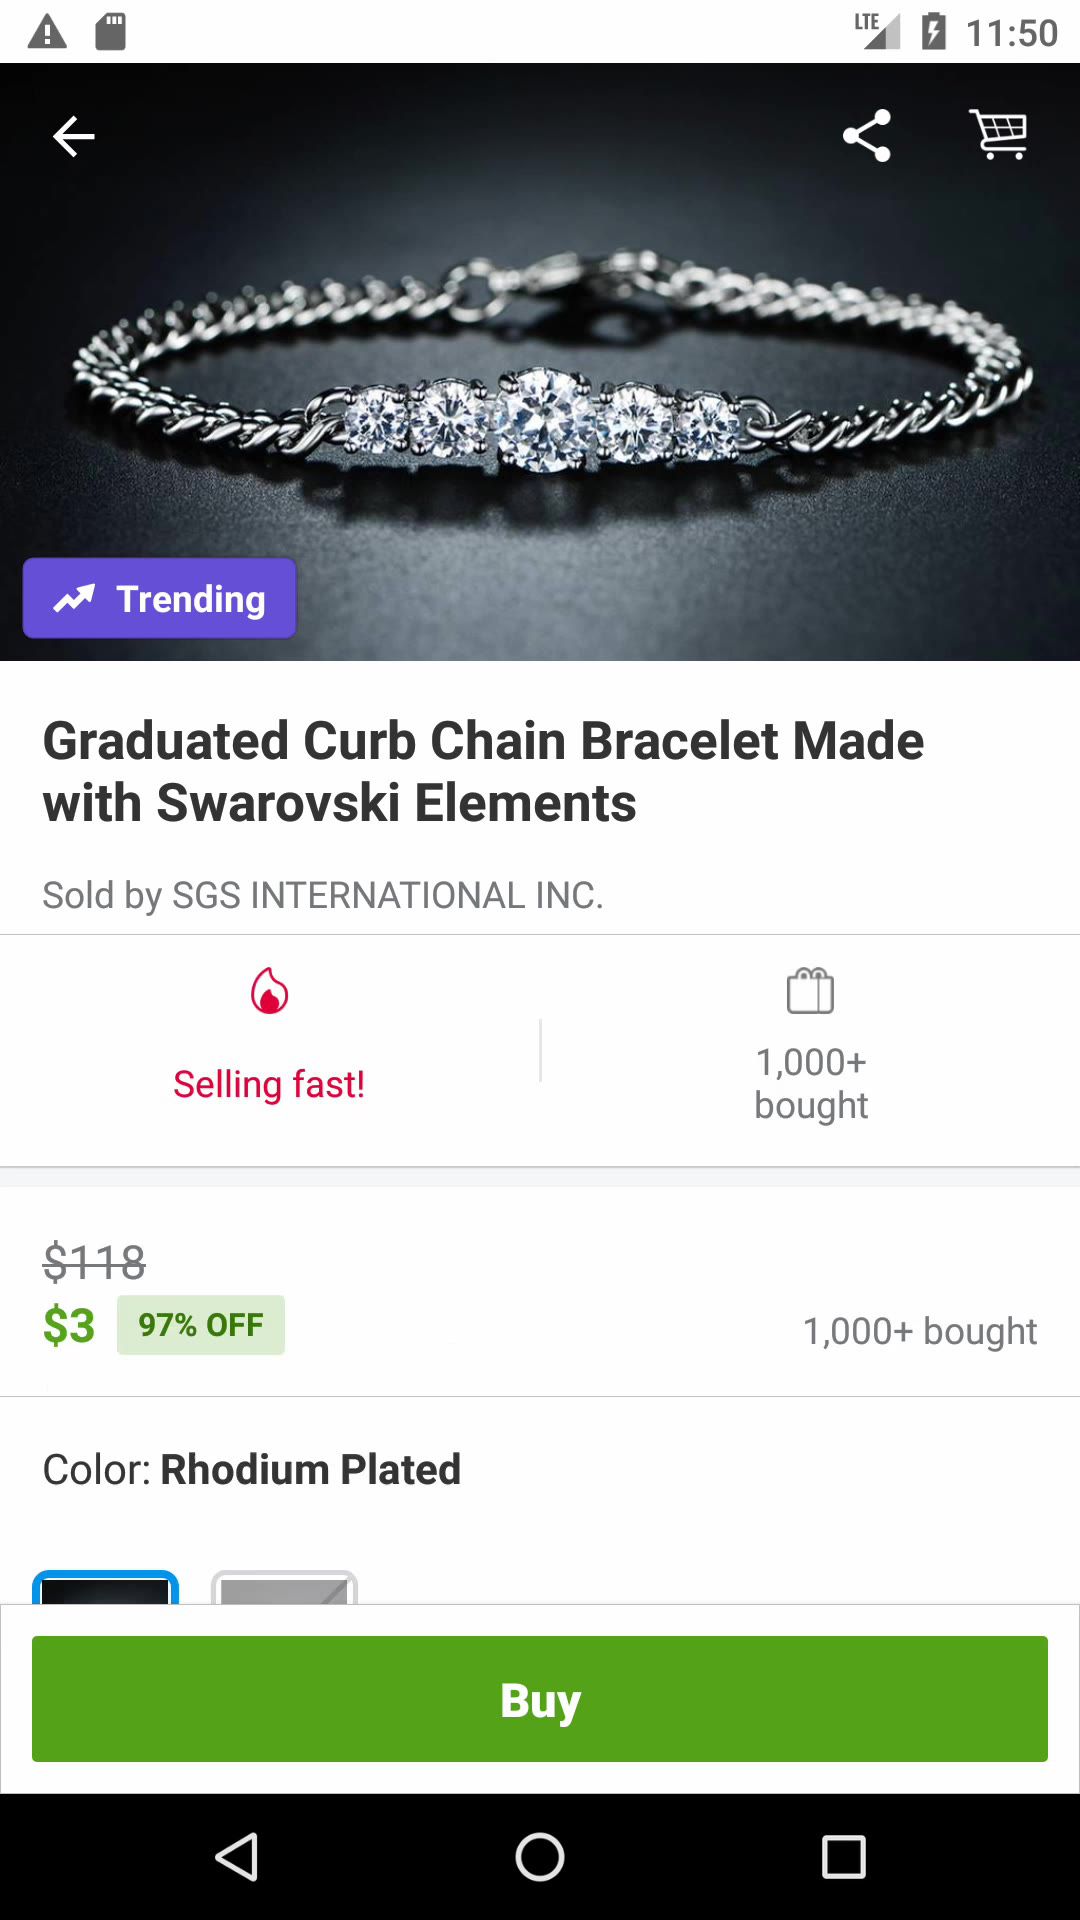 LTE 11:50
Trending
Graduated Curb Chain Bracelet Made
with Swarovski Elements
Sold by SGS INTERNATIONAL INC.
Selling fast!
1,000+
bought
$118
$3 97% OFF 1,000+ bought
Color: Rhodium Plated
Buy